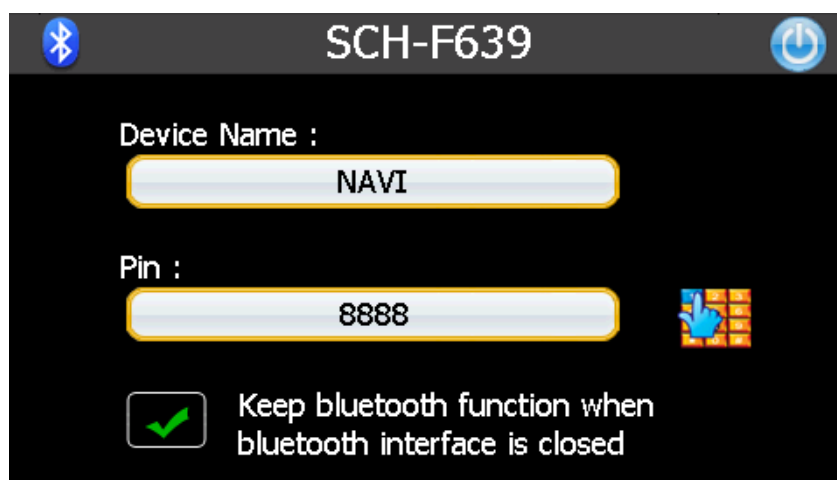 SCH-F639
Device Name :
NAVI
Pin :
8888
Keep bluetooth function when
bluetooth interface is closed